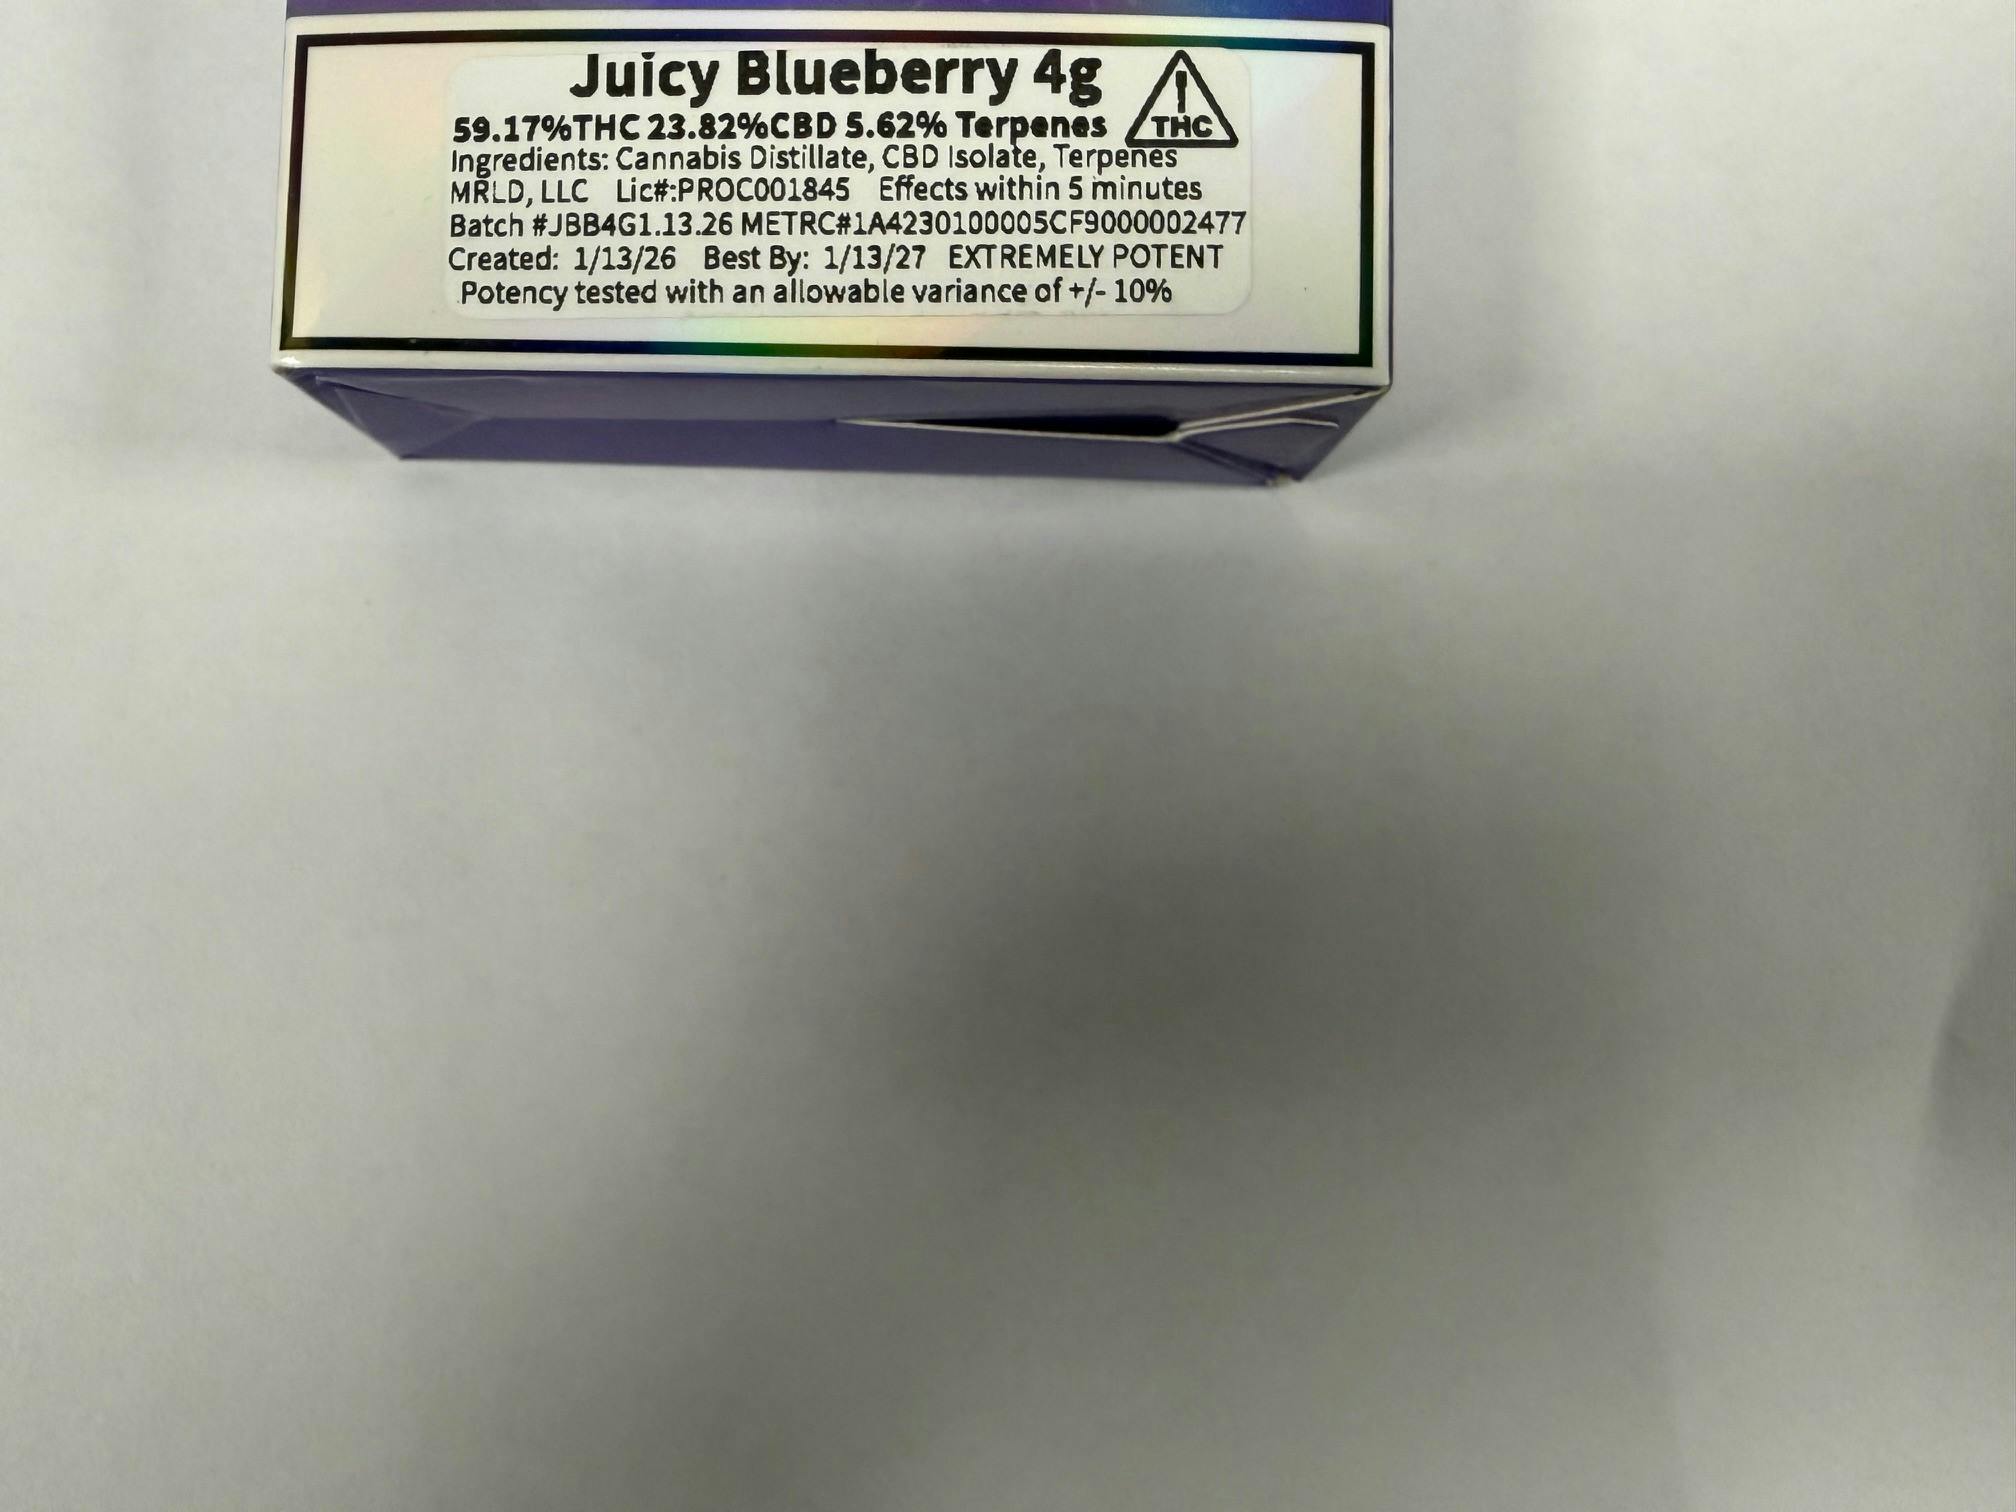 Juicy Blueberry 4g
59.17%THC 23.82%CBD 5.62% Terpenes
! THC
Ingredients: Cannabis Distillate, CBD Isolate, Terpenes
MRLD, LLC Lic#:PROC001845 Effects within 5 minutes
Batch #JBB4G1.13.26 METRC#1A4230100005CF9000002477
Created: 1/13/26 Best By: 1/13/27 EXTREMELY POTENT
Potency tested with an allowable variance of +/- 10%